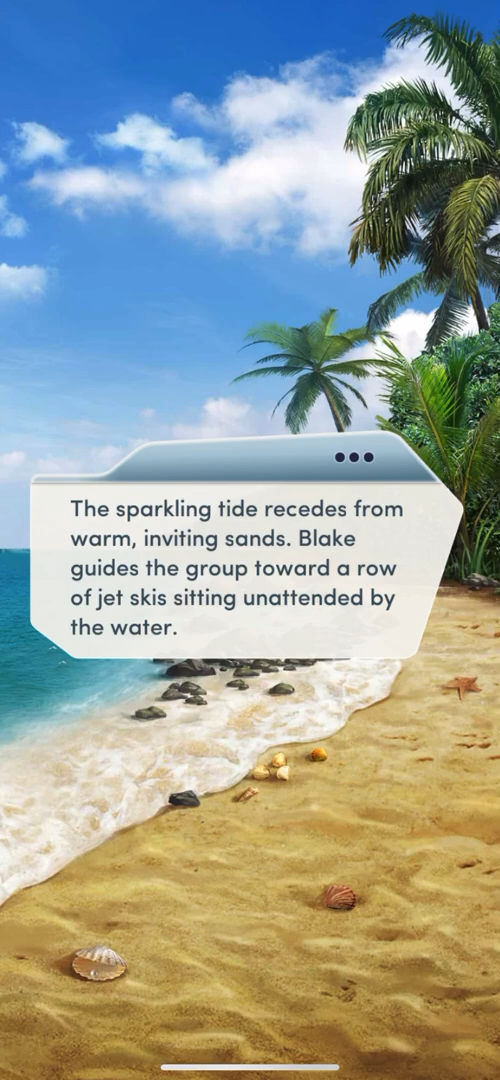 The sparkling tide recedes from
warm, inviting sands. Blake
guides the group toward a row
of jet skis sitting unattended by
the water.